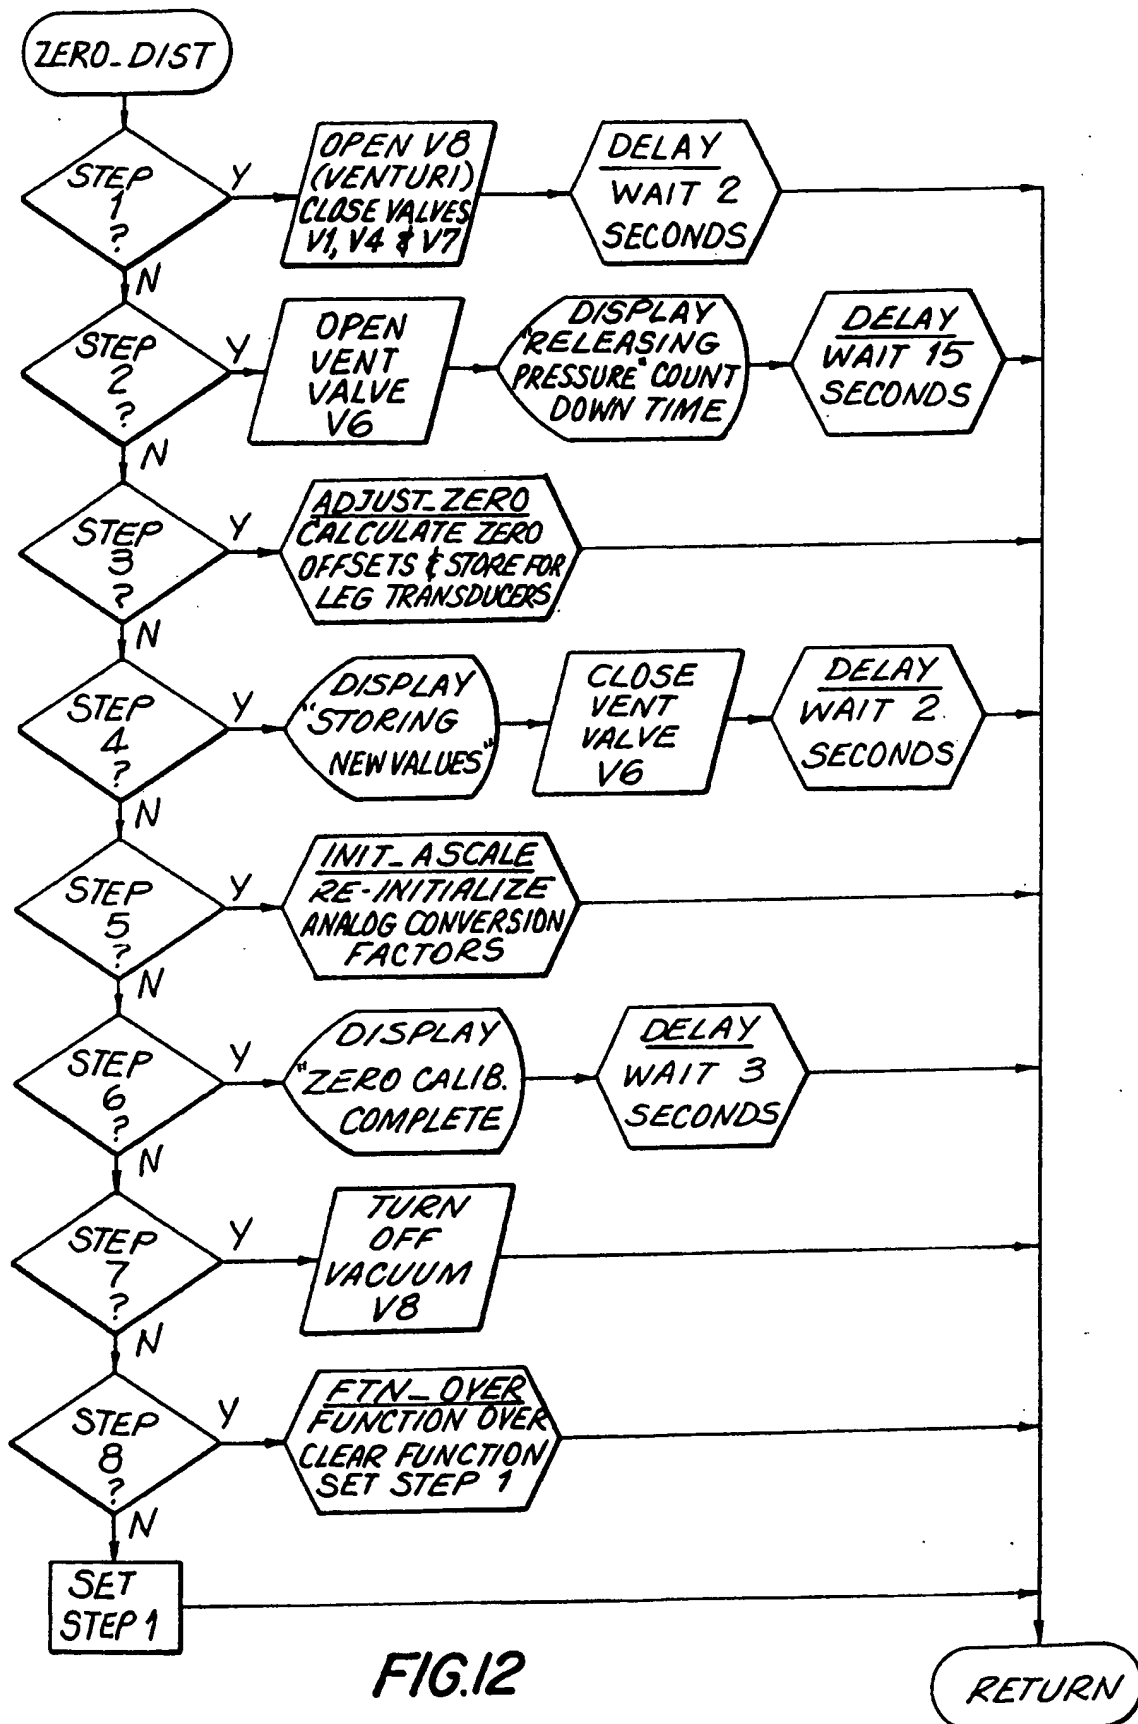 ZERO_DIST
STEP
1
?
Y
N
OPEN V8
(VENTURI)
CLOSE VALVES
V1, V4 & V7
DELAY
WAIT 2
SECONDS
STEP
2
?
Y
N
OPEN
VENT
VALVE
V6
DISPLAY
"RELEASING
PRESSURE" COUNT
DOWN TIME
DELAY
WAIT 15
SECONDS
STEP
3
?
Y
N
ADJUST_ZERO
CALCULATE ZERO
OFFSETS & STORE FOR
LEG TRANSDUCERS
STEP
4
?
Y
N
DISPLAY
"STORING
NEW VALUES"
CLOSE
VENT
VALVE
V6
DELAY
WAIT 2
SECONDS
STEP
5
?
Y
N
INIT_ASCALE
RE-INITIALIZE
ANALOG CONVERSION
FACTORS
STEP
6
?
Y
N
DISPLAY
"ZERO CALIB.
COMPLETE
DELAY
WAIT 3
SECONDS
STEP
7
?
Y
N
TURN
OFF
VACUUM
V8
STEP
8
?
Y
N
FTN_OVER
FUNCTION OVER
CLEAR FUNCTION
SET STEP 1
SET
STEP 1
RETURN
FIG.12